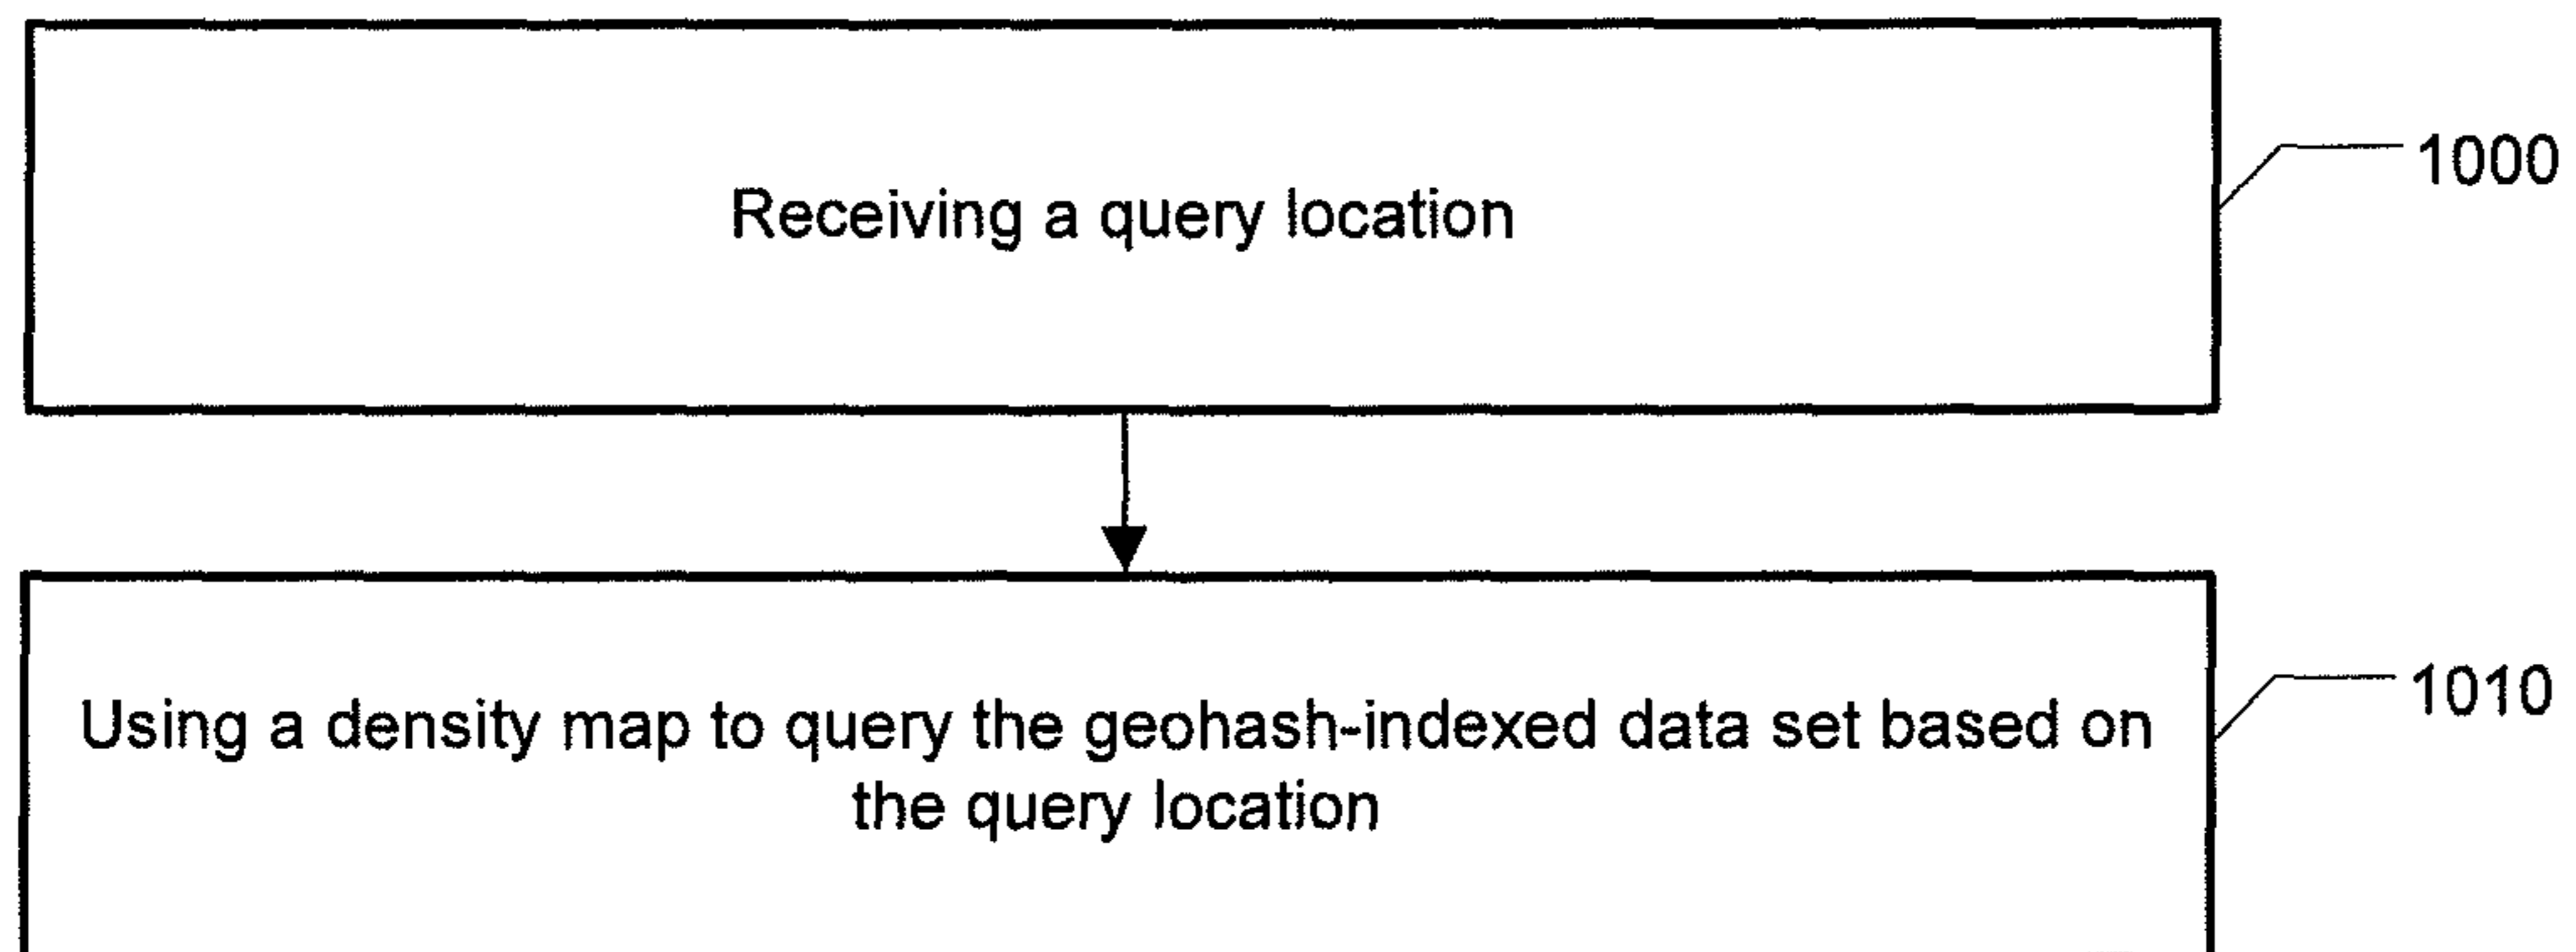 Receiving a query location
1000
Using a density map to query the geohash-indexed data set based on
the query location
1010